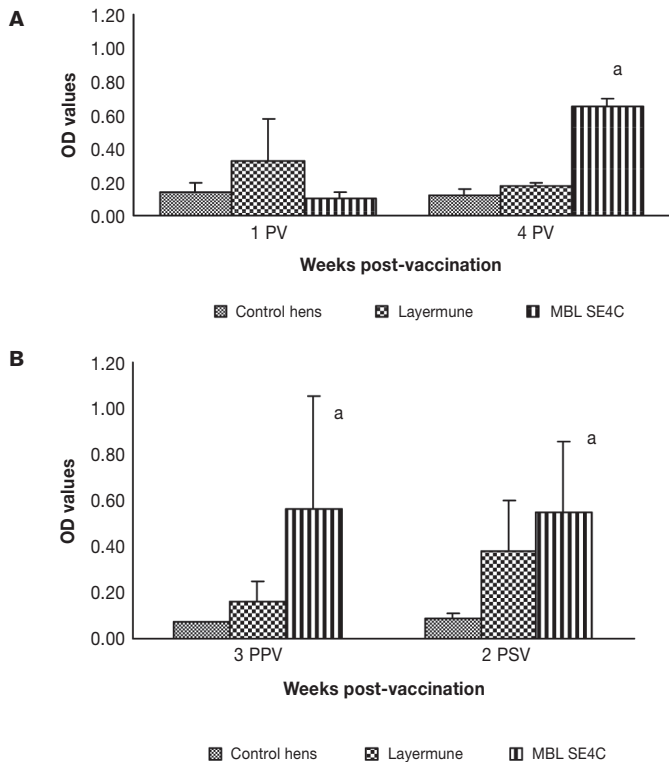 A
1.20
1.00
0.80
0.60
0.40
0.20
0.00
OD values
a
1 PV 4 PV
Weeks post-vaccination
Control hens Layermune MBL SE4C
B
1.20
1.00
0.80
0.60
0.40
0.20
0.00
OD values
a a
3 PPV 2 PSV
Weeks post-vaccination
Control hens Layermune MBL SE4C